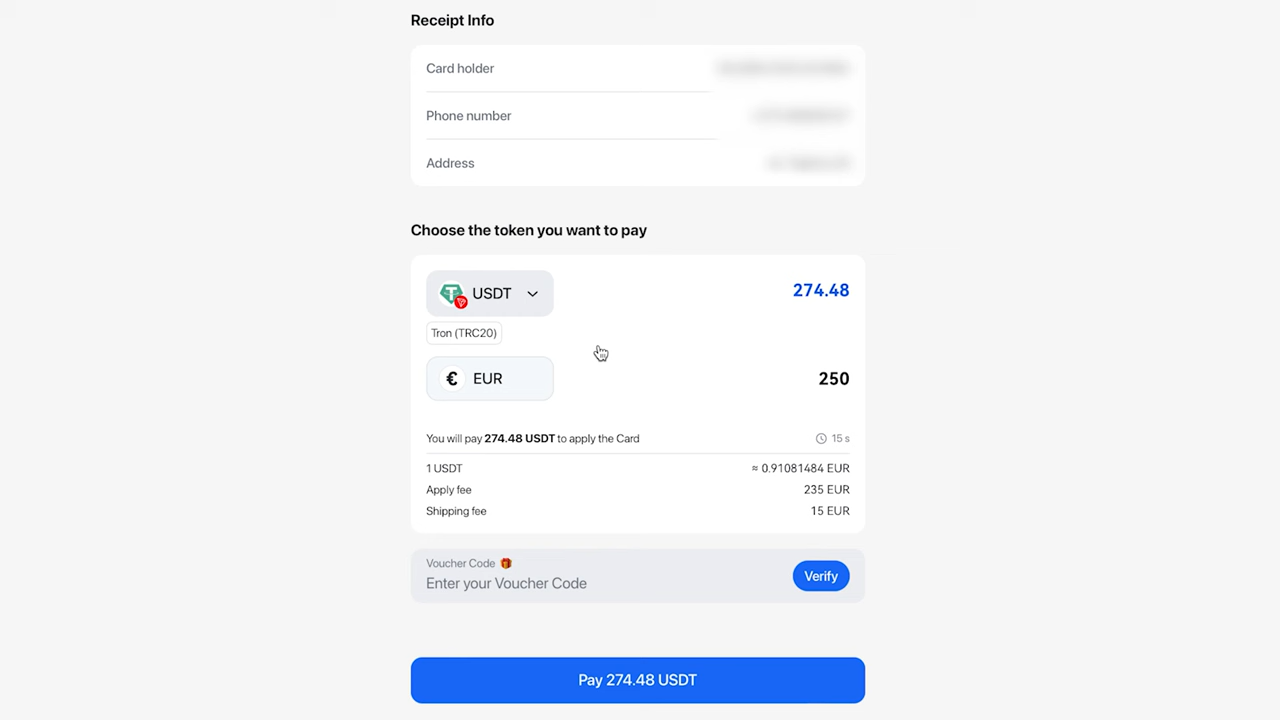 Receipt Info
Card holder
Phone number
Address
Choose the token you want to pay
USDT 274.48
Tron (TRC20)
€ EUR 250
You will pay 274.48 USDT to apply the Card 15 s
1 USDT ≈ 0.91081484 EUR
Apply fee 235 EUR
Shipping fee 15 EUR
Voucher Code
Enter your Voucher Code
Verify
Pay 274.48 USDT